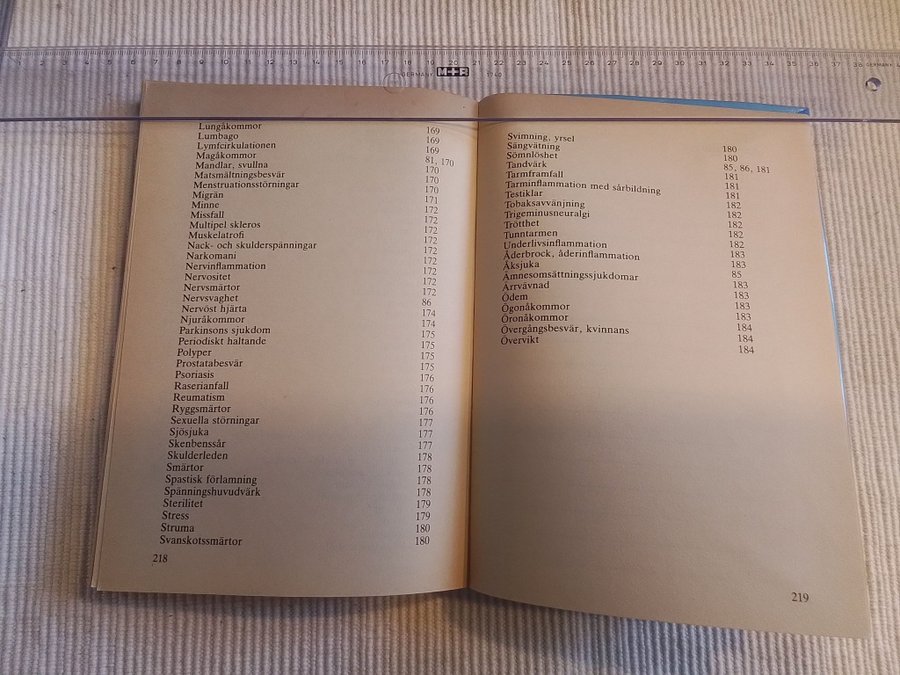 Lungåkommor 169
Lumbago 169
Lymfcirkulationen 169
Magåkommor 81, 170
Mandlar, svullna 170
Matsmältningsbesvär 170
Menstruationsstörningar 170
Migrän 171
Minne 172
Missfall 172
Multipel skleros 172
Muskelatrofi 172
Nack- och skulderspänningar 172
Narkomani 172
Nervinflammation 172
Nervositet 172
Nervsmärtor 172
Nervsvaghet 86
Nervöst hjärta 174
Njuråkommor 174
Parkinsons sjukdom 175
Periodiskt haltande 175
Polyper 175
Prostatabesvär 175
Psoriasis 176
Raserianfall 176
Reumatism 176
Ryggsmärtor 176
Sexuella störningar 177
Sjösjuka 177
Skenbenssår 177
Skulderleden 178
Smärtor 178
Spastisk förlamning 178
Spänningshuvudvärk 178
Sterilitet 179
Stress 179
Struma 180
Svanskotssmärtor 180
218
Svimning, yrsel 180
Sängvätning 180
Sömnlöshet 85, 86, 181
Tandvärk 181
Tarmframfall 181
Tarminflammation med sårbildning 181
Testiklar 182
Tobaksavvänjning 182
Trigeminusneuralgi 182
Trötthet 182
Tunntarmen 182
Underlivsinflammation 183
Åderbrock, åderinflammation 183
Åksjuka 85
Ämnesomsättningssjukdomar 183
Ärrvävnad 183
Ödem 183
Ögonåkommor 183
Öronåkommor 184
Övergångsbesvär, kvinnans 184
Övervikt 184
219
GERMANY M+R 1740